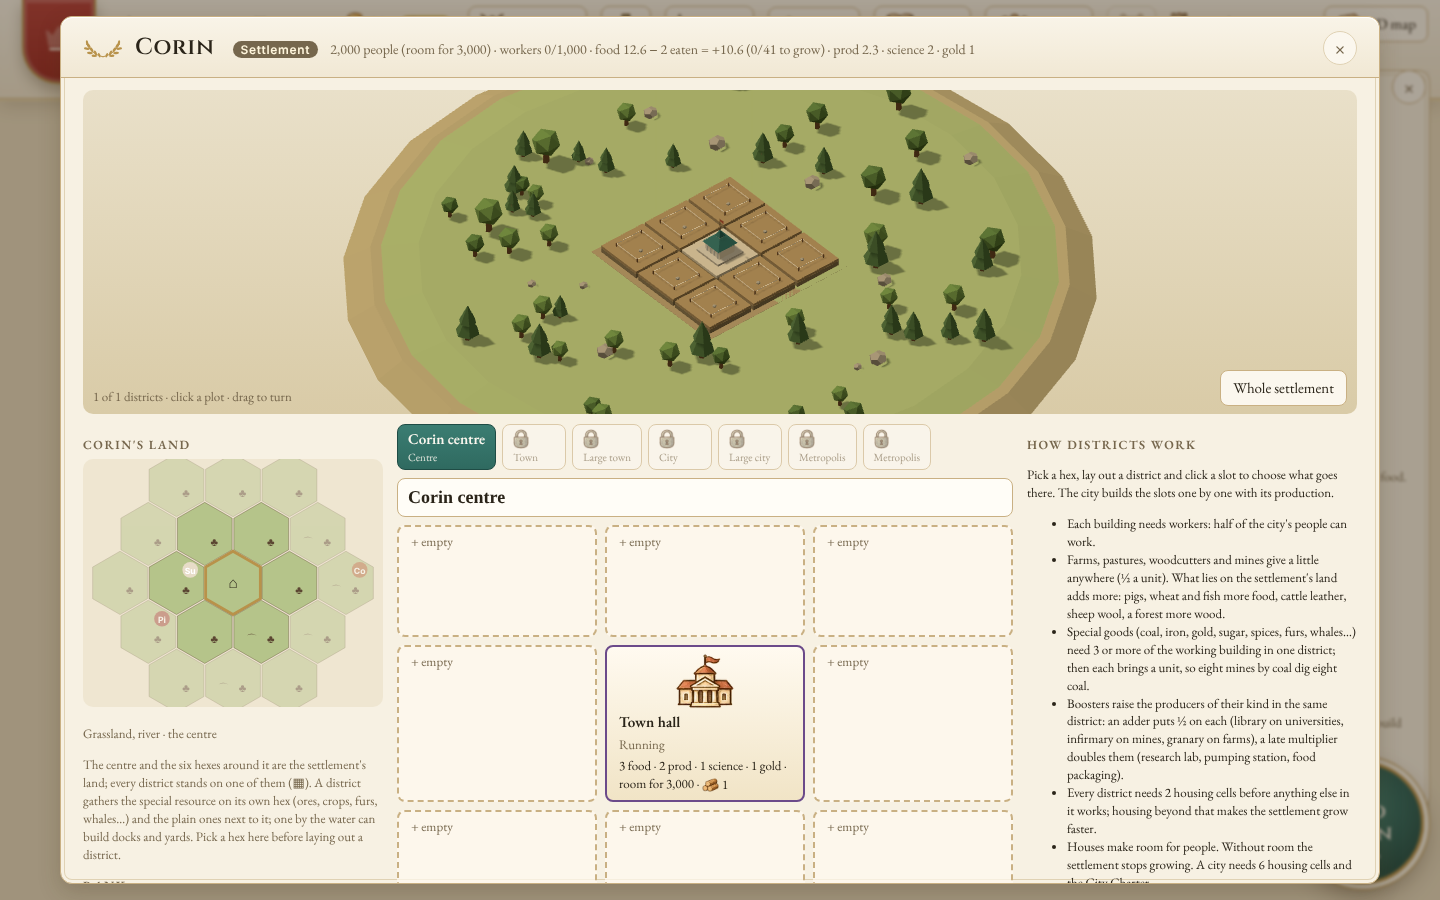 CORIN
Settlement
2,000 people (room for 3,000) · workers 0/1,000 · food 12.6 − 2 eaten = +10.6 (0/41 to grow) · prod 2.3 · science 2 · gold 1
×
D map
×
1 of 1 districts · click a plot · drag to turn
Whole settlement
CORIN'S LAND
Su
Co
Pi
Grassland, river · the centre
The centre and the six hexes around it are the settlement's
land; every district stands on one of them (▦). A district
gathers the special resource on its own hex (ores, crops, furs,
whales…) and the plain ones next to it; one by the water can
build docks and yards. Pick a hex here before laying out a
district.
Corin centre
Centre
Town
Large town
City
Large city
Metropolis
Metropolis
Corin centre
+ empty
+ empty
+ empty
+ empty
Town hall
Running
3 food · 2 prod · 1 science · 1 gold ·
room for 3,000 · 1
+ empty
+ empty
+ empty
+ empty
HOW DISTRICTS WORK
Pick a hex, lay out a district and click a slot to choose what goes
there. The city builds the slots one by one with its production.
• Each building needs workers: half of the city's people can
work.
• Farms, pastures, woodcutters and mines give a little
anywhere (½ a unit). What lies on the settlement's land
adds more: pigs, wheat and fish more food, cattle leather,
sheep wool, a forest more wood.
• Special goods (coal, iron, gold, sugar, spices, furs, whales…)
need 3 or more of the working building in one district;
then each brings a unit, so eight mines by coal dig eight
coal.
• Boosters raise the producers of their kind in the same
district: an adder puts ½ on each (library on universities,
infirmary on mines, granary on farms), a late multiplier
doubles them (research lab, pumping station, food
packaging).
• Every district needs 2 housing cells before anything else in
it works; housing beyond that makes the settlement grow
faster.
• Houses make room for people. Without room the
settlement stops growing. A city needs 6 housing cells and
the City Charter.
food.